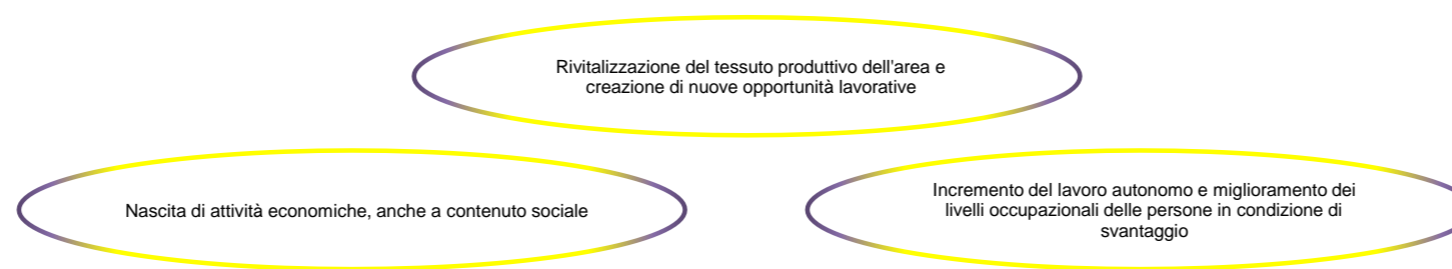 Rivitalizzazione del tessuto produttivo dell'area e
creazione di nuove opportunità lavorative
Nascita di attività economiche, anche a contenuto sociale
Incremento del lavoro autonomo e miglioramento dei
livelli occupazionali delle persone in condizione di
svantaggio